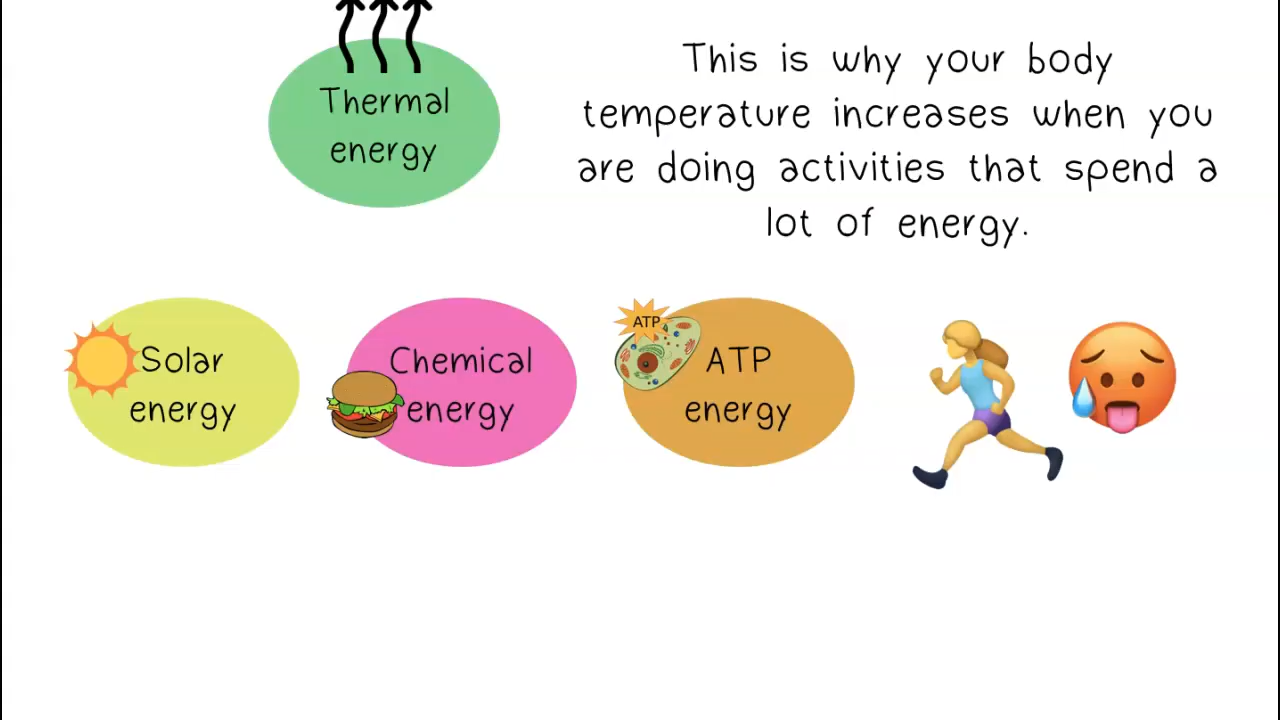 Thermal
energy
This is why your body
temperature increases when you
are doing activities that spend a
lot of energy.
Solar
energy
Chemical
energy
ATP
ATP
energy